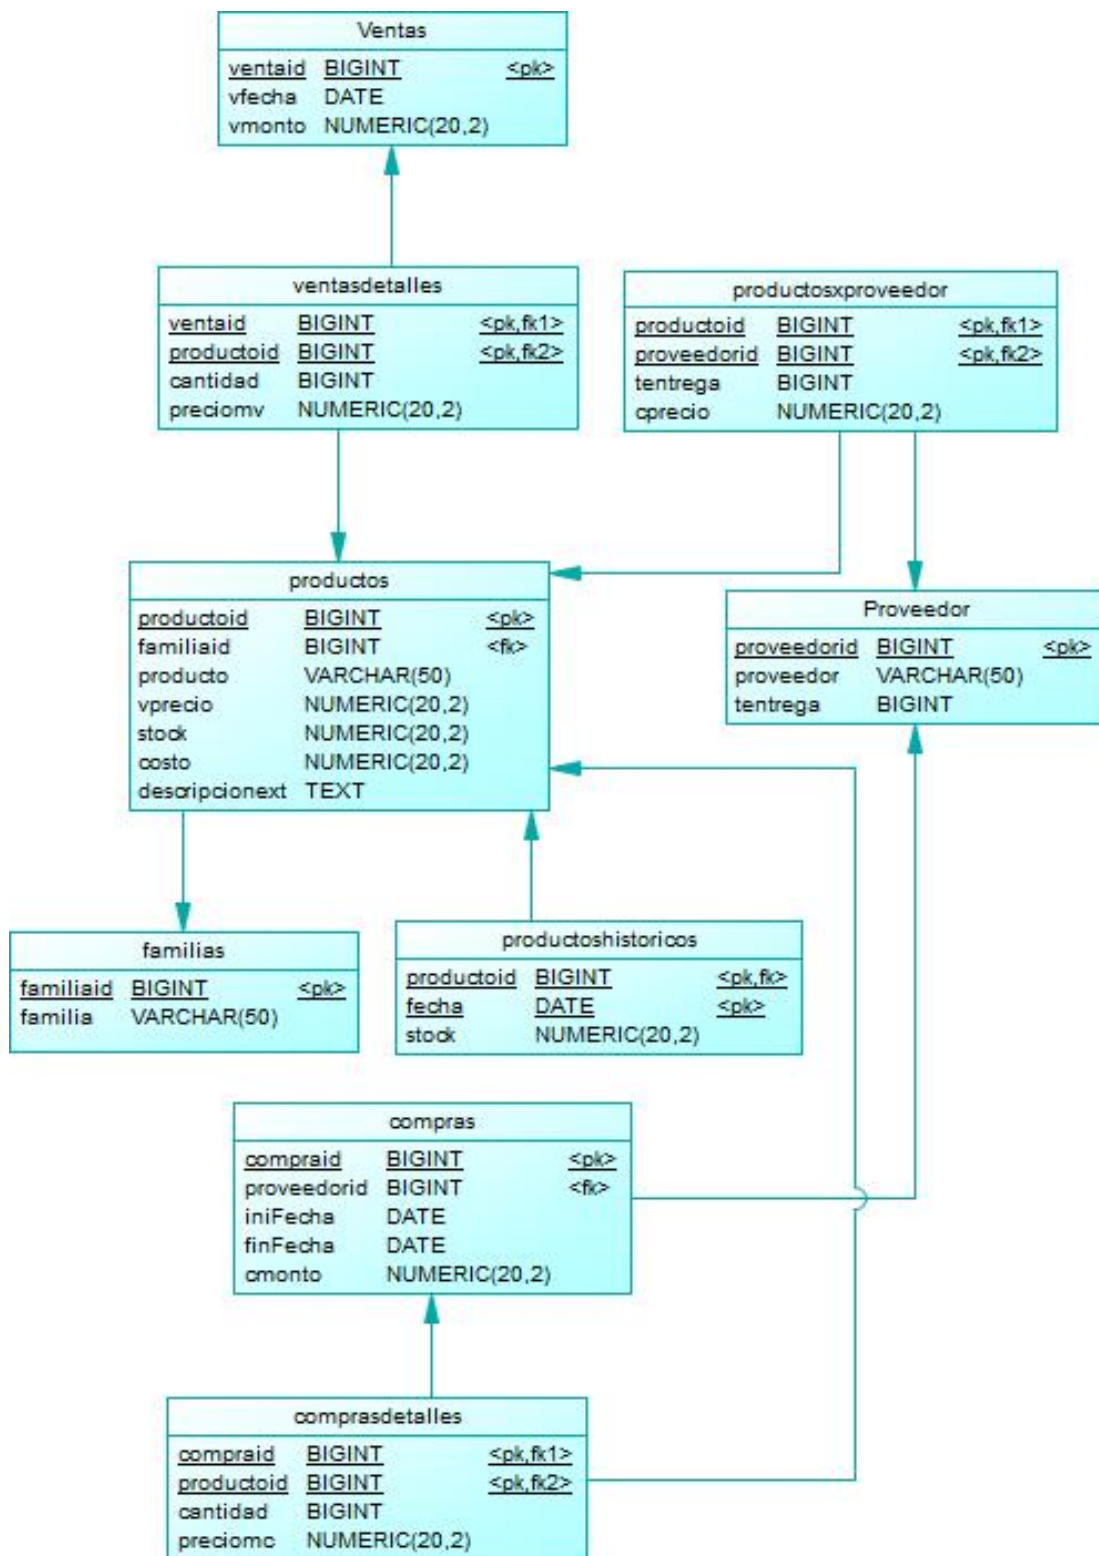 Ventas
ventaid BIGINT <pk>
vfecha DATE
vmonto NUMERIC(20,2)
ventasdetalles
ventaid BIGINT <pk,fk1>
productoid BIGINT <pk,fk2>
cantidad BIGINT
preciomv NUMERIC(20,2)
productosxproveedor
productoid BIGINT <pk,fk1>
proveedorid BIGINT <pk,fk2>
tentrega BIGINT
cprecio NUMERIC(20,2)
productos
productoid BIGINT <pk>
familiaid BIGINT <fk>
producto VARCHAR(50)
vprecio NUMERIC(20,2)
stock NUMERIC(20,2)
costo NUMERIC(20,2)
descripcionext TEXT
Proveedor
proveedorid BIGINT <pk>
proveedor VARCHAR(50)
tentrega BIGINT
familias
familiaid BIGINT <pk>
familia VARCHAR(50)
productoshistoricos
productoid BIGINT <pk,fk>
fecha DATE <pk>
stock NUMERIC(20,2)
compras
compraid BIGINT <pk>
proveedorid BIGINT <fk>
iniFecha DATE
finFecha DATE
cmonto NUMERIC(20,2)
comprasdetalles
compraid BIGINT <pk,fk1>
productoid BIGINT <pk,fk2>
cantidad BIGINT
preciomc NUMERIC(20,2)